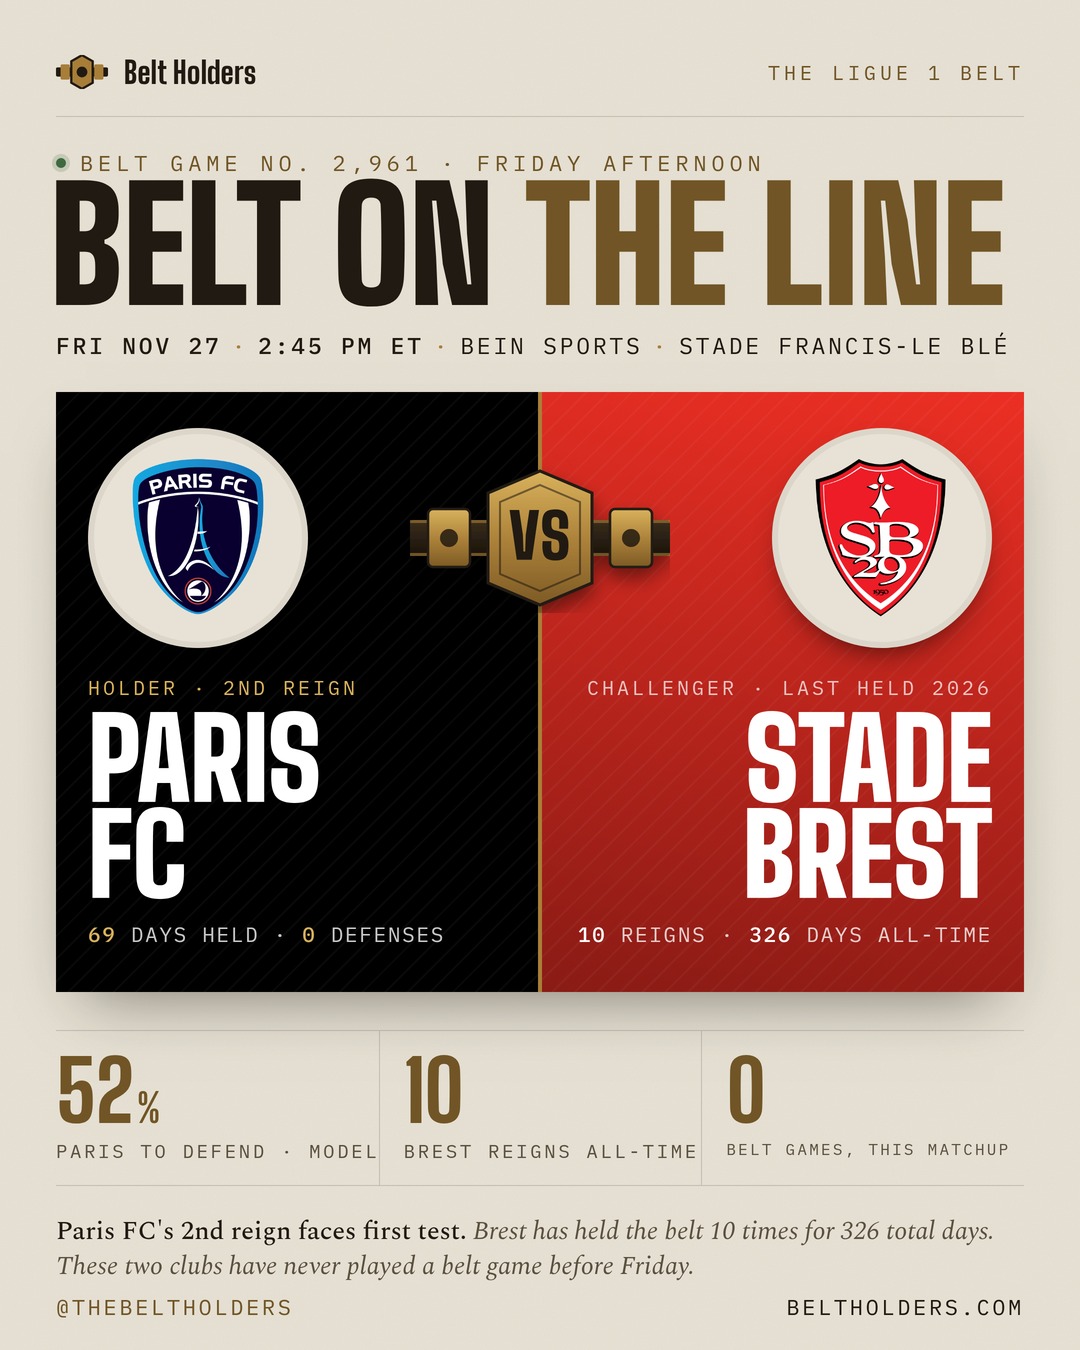 Belt Holders
THE LIGUE 1 BELT
BELT GAME NO. 2,961 · FRIDAY AFTERNOON
BELT ON THE LINE
FRI NOV 27 · 2:45 PM ET · BEIN SPORTS · STADE FRANCIS-LE BLÉ
PARIS FC
VS
SB
29
1950
HOLDER · 2ND REIGN
PARIS
FC
69 DAYS HELD · 0 DEFENSES
CHALLENGER · LAST HELD 2026
STADE
BREST
10 REIGNS · 326 DAYS ALL-TIME
52%
PARIS TO DEFEND · MODEL
10
BREST REIGNS ALL-TIME
0
BELT GAMES, THIS MATCHUP
Paris FC's 2nd reign faces first test. Brest has held the belt 10 times for 326 total days.
These two clubs have never played a belt game before Friday.
@THEBELTHOLDERS
BELTHOLDERS.COM